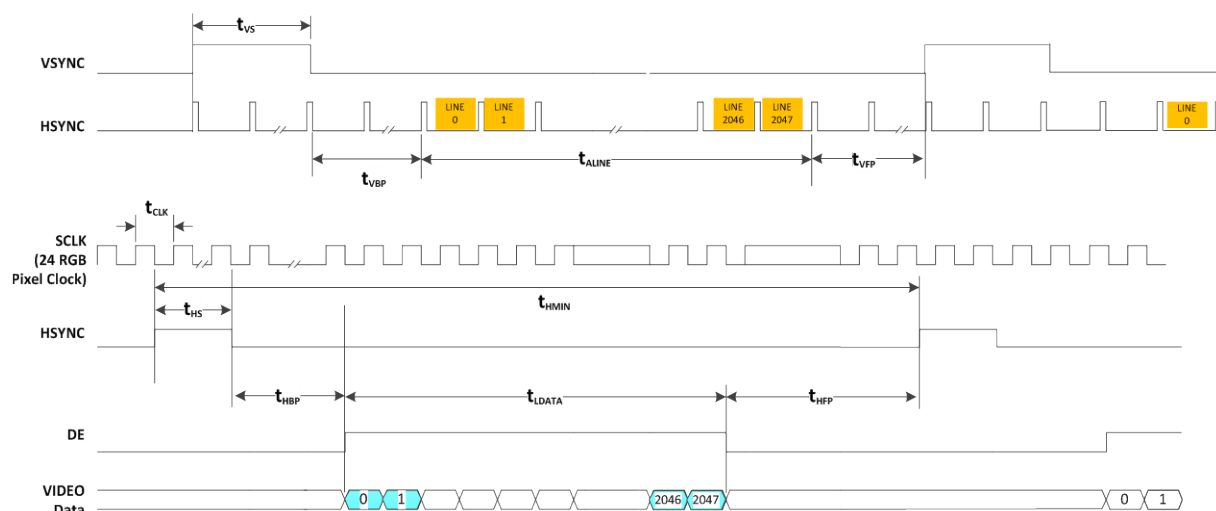 tVS
VSYNC
LINE 0
LINE 1
LINE 2046
LINE 2047
LINE 0
HSYNC
tVBP
tALINE
tVFP
tCLK
SCLK
(24 RGB
Pixel Clock)
tHMIN
tHS
HSYNC
tHBP
tLDATA
tHFP
DE
VIDEO
Data
0 1 2046 2047 0 1